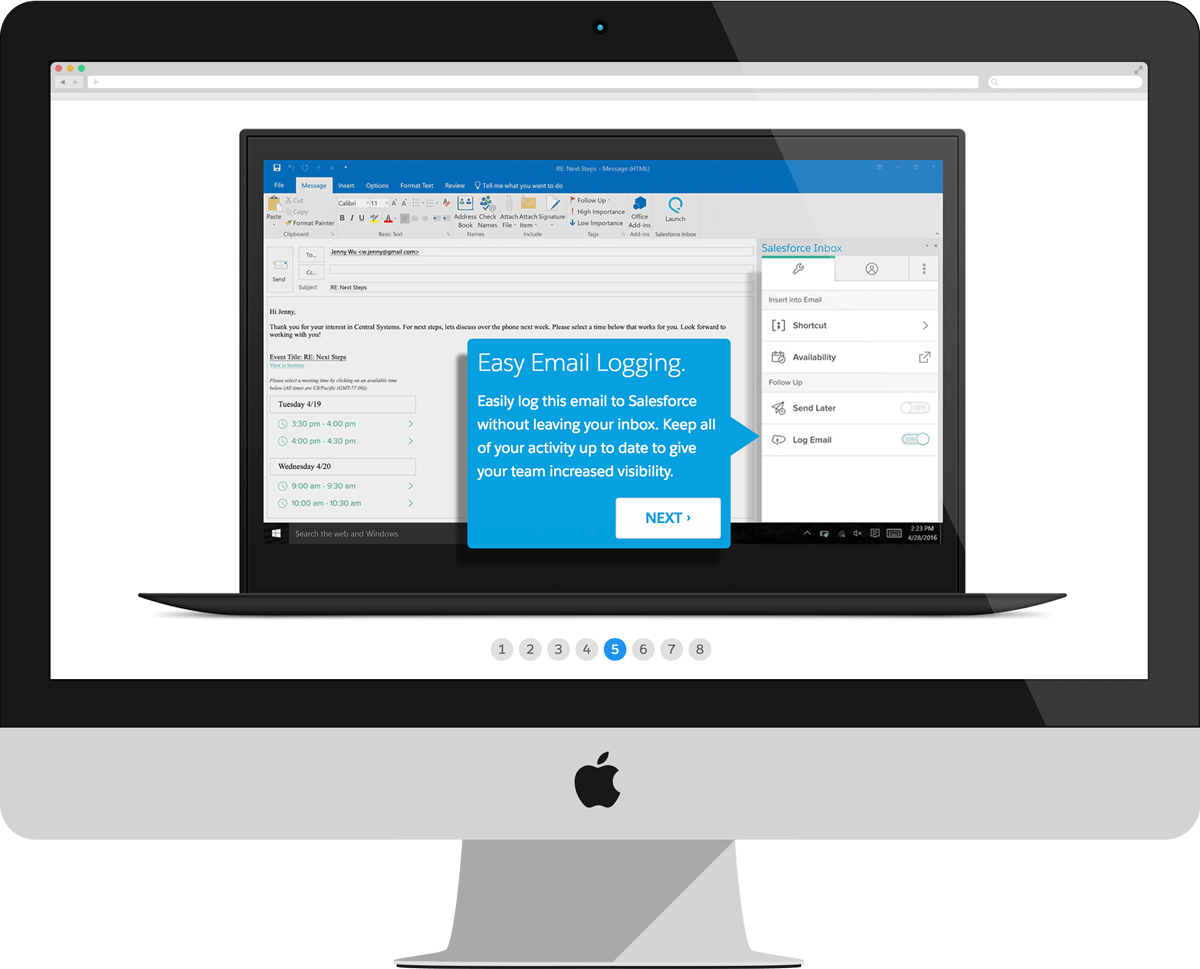 RE: Next Steps - Message (HTML)
File Message Insert Options Format Text Review Tell me what you want to do
Paste
Cut
Copy
Format Painter
Clipboard
Calibri 11
B I U
Basic Text
Address Book
Check Names
Names
Attach File
Attach Item
Signature
Include
Follow Up
High Importance
Low Importance
Tags
Office Add-ins
Add-ins
Launch
Salesforce Inbox
Send
To...
Jenny Wu <w.jenny@gmail.com>
Cc...
Subject
RE: Next Steps
Hi Jenny,
Thank you for your interest in Central Systems. For next steps, lets discuss over the phone next week. Please select a time below that works for you. Look forward to
working with you!
Event Title: RE: Next Steps
View in browser
Please select a meeting time by clicking on an available time
below (All times are US/Pacific (GMT-77:00)).
Tuesday 4/19
3:30 pm - 4:00 pm
4:00 pm - 4:30 pm
Wednesday 4/20
9:00 am - 9:30 am
10:00 am - 10:30 am
Easy Email Logging.
Easily log this email to Salesforce
without leaving your inbox. Keep all
of your activity up to date to give
your team increased visibility.
NEXT ›
Salesforce Inbox
Insert into Email
Shortcut
Availability
Follow Up
Send Later OFF
Log Email ON
Search the web and Windows
2:23 PM
4/28/2016
1 2 3 4 5 6 7 8